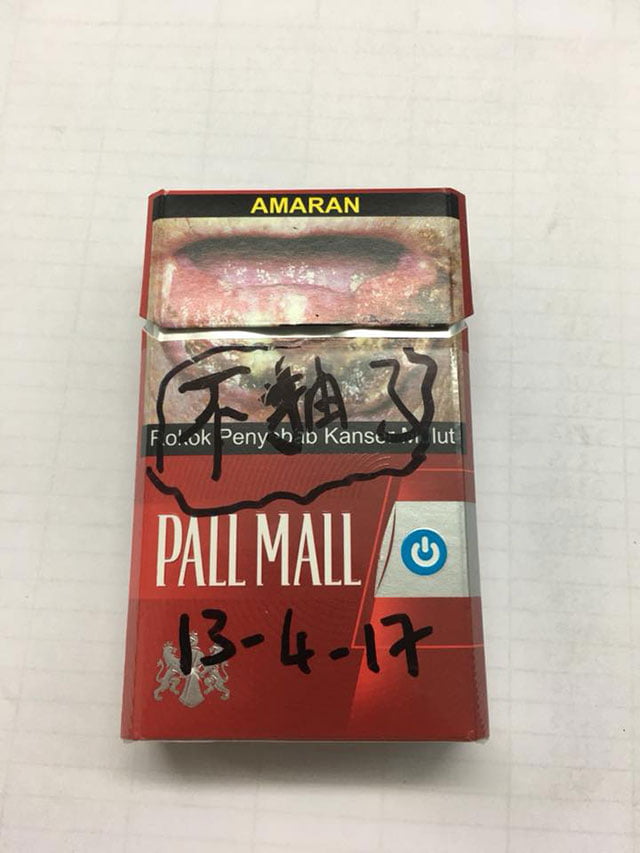 AMARAN
不抽了
Rokok Penyebab Kanser Mulut
PALL MALL
13-4-17